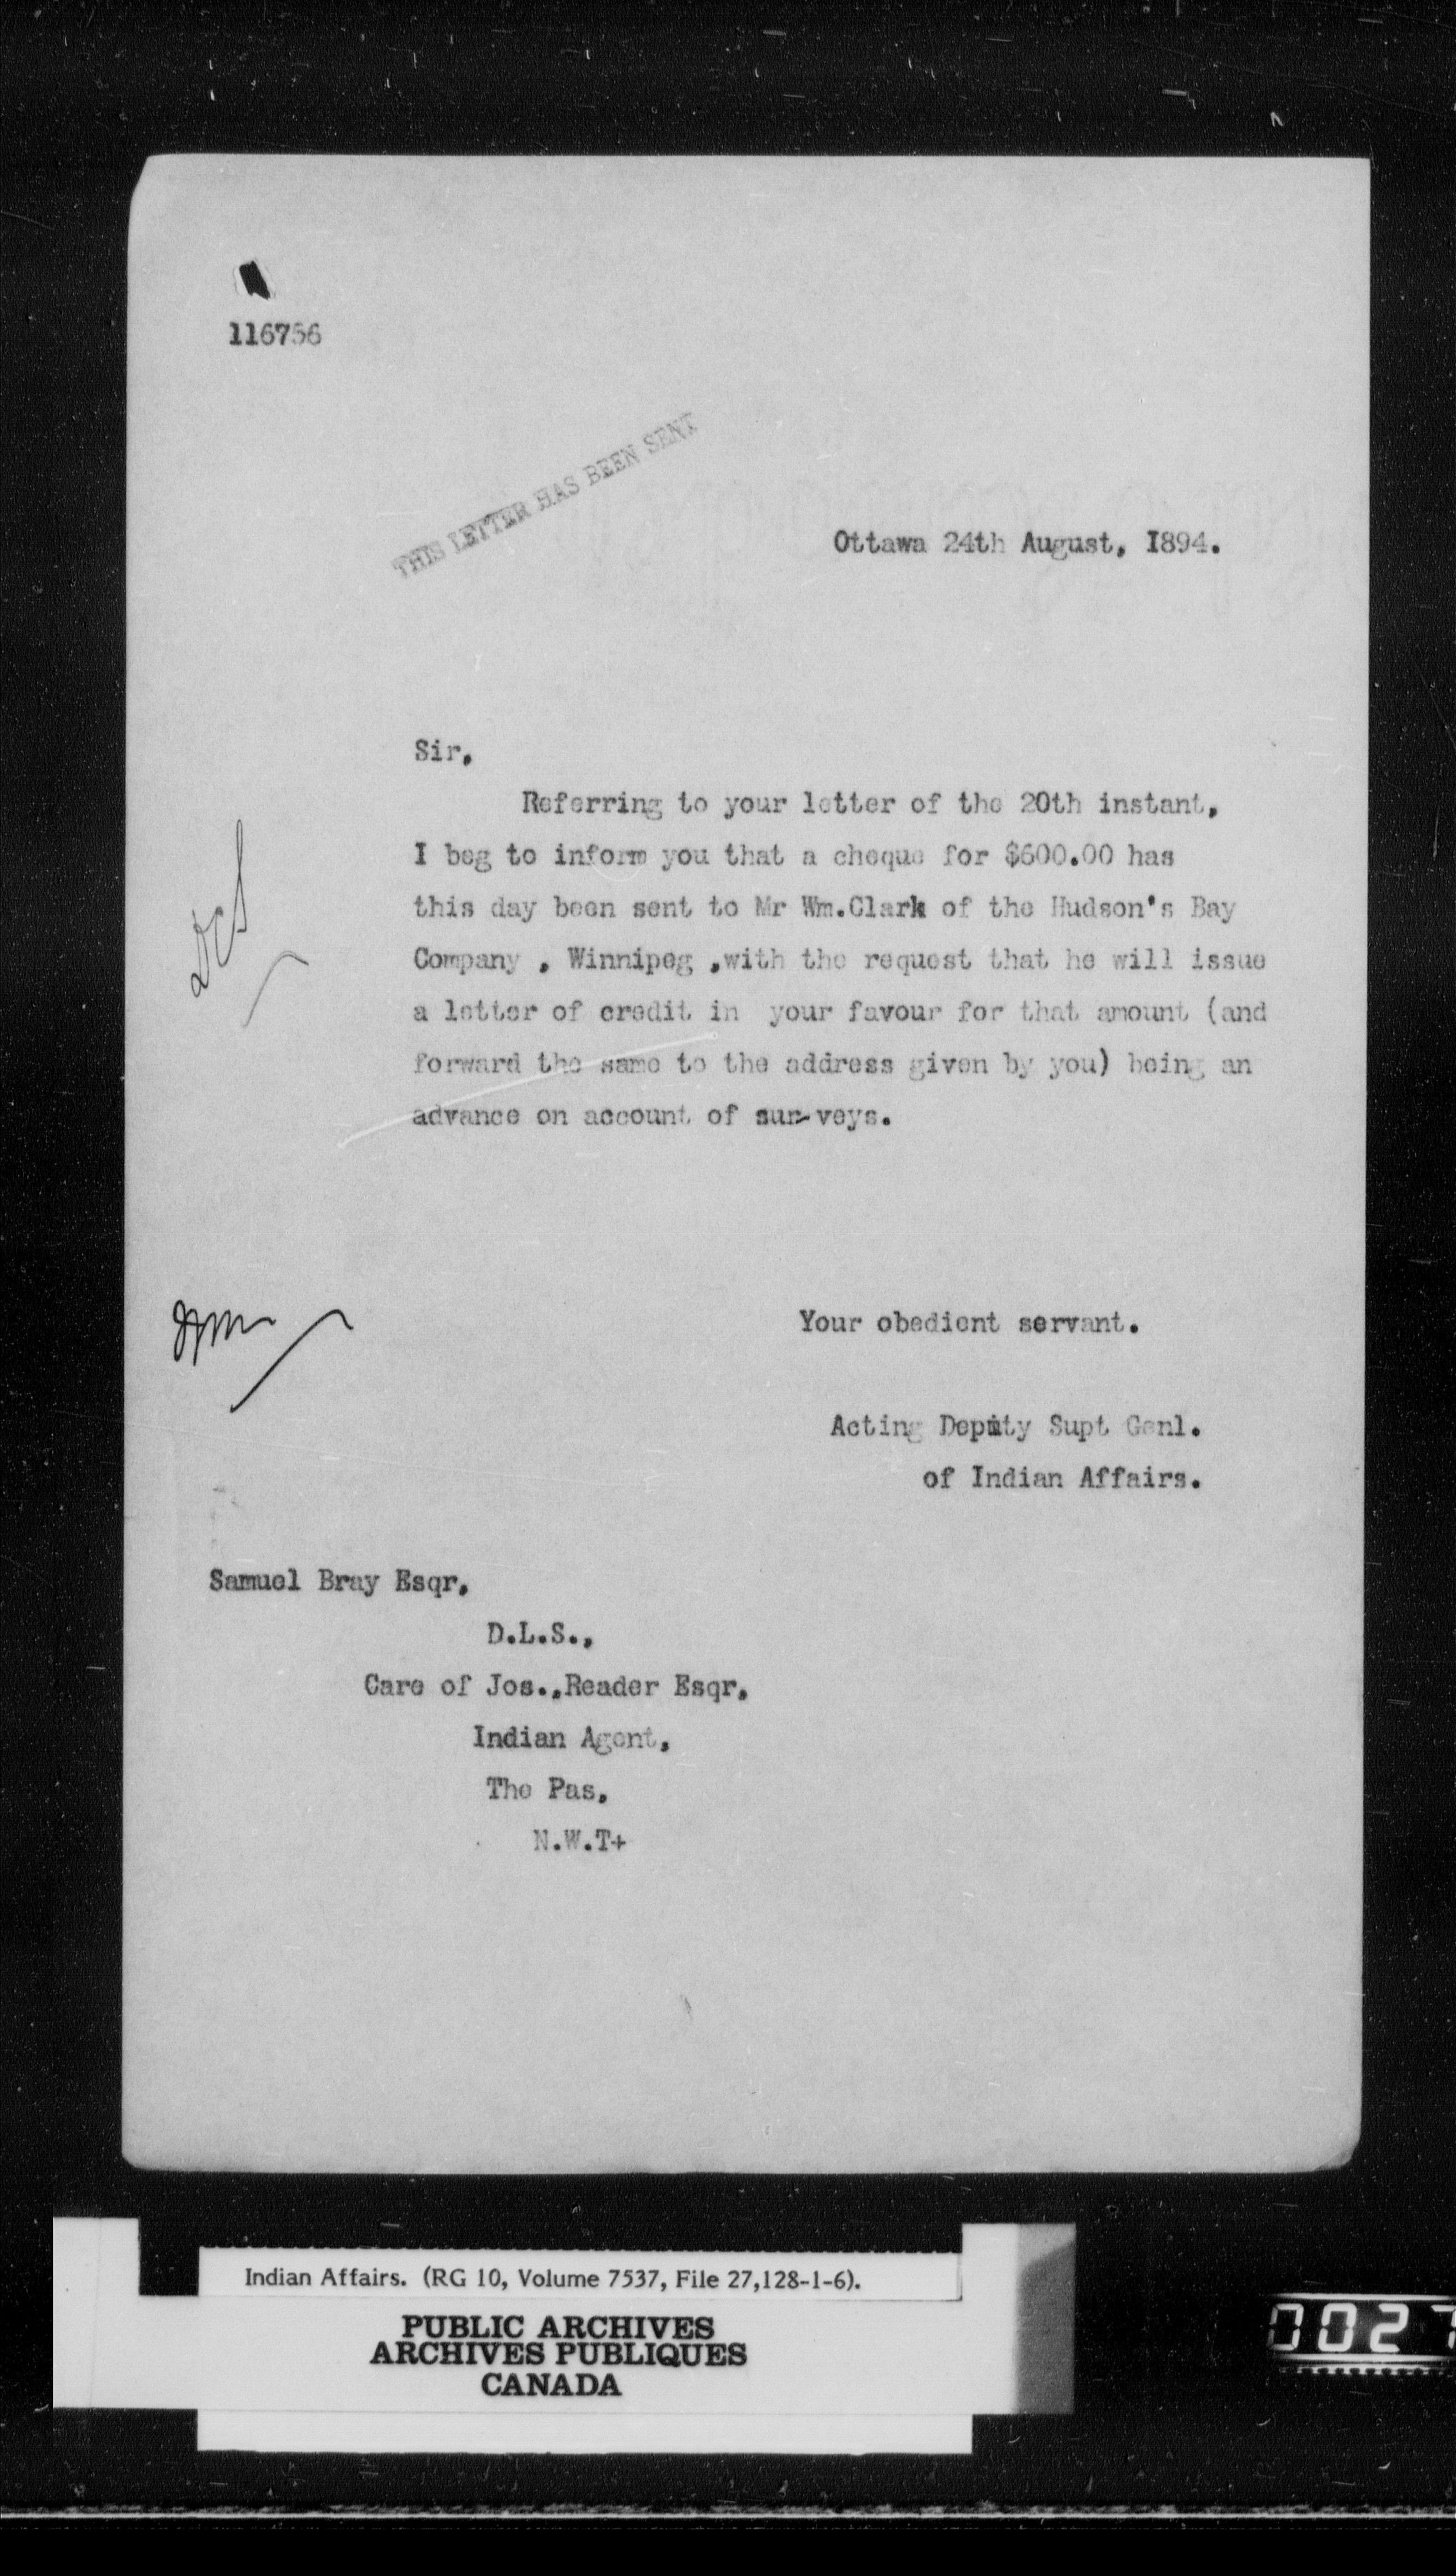 116756
THIS LETTER HAS BEEN SENT
Ottawa 24th August, I894.
Sir,
Referring to your letter of the 20th instant,
I beg to inform you that a cheque for $600.00 has
this day been sent to Mr Wm.Clark of the Hudson's Bay
Company , Winnipeg ,with the request that he will issue
a letter of credit in your favour for that amount (and
forward the same to the address given by you) being an
advance on account of sur-veys.
DCS
Your obedient servant.
Acting Deputy Supt Genl.
of Indian Affairs.
Samuel Bray Esqr,
D.L.S.,
Care of Jos.,Reader Esqr,
Indian Agent,
The Pas,
N.W.T+
Indian Affairs. (RG 10, Volume 7537, File 27,128-1-6).
PUBLIC ARCHIVES
ARCHIVES PUBLIQUES
CANADA
0027